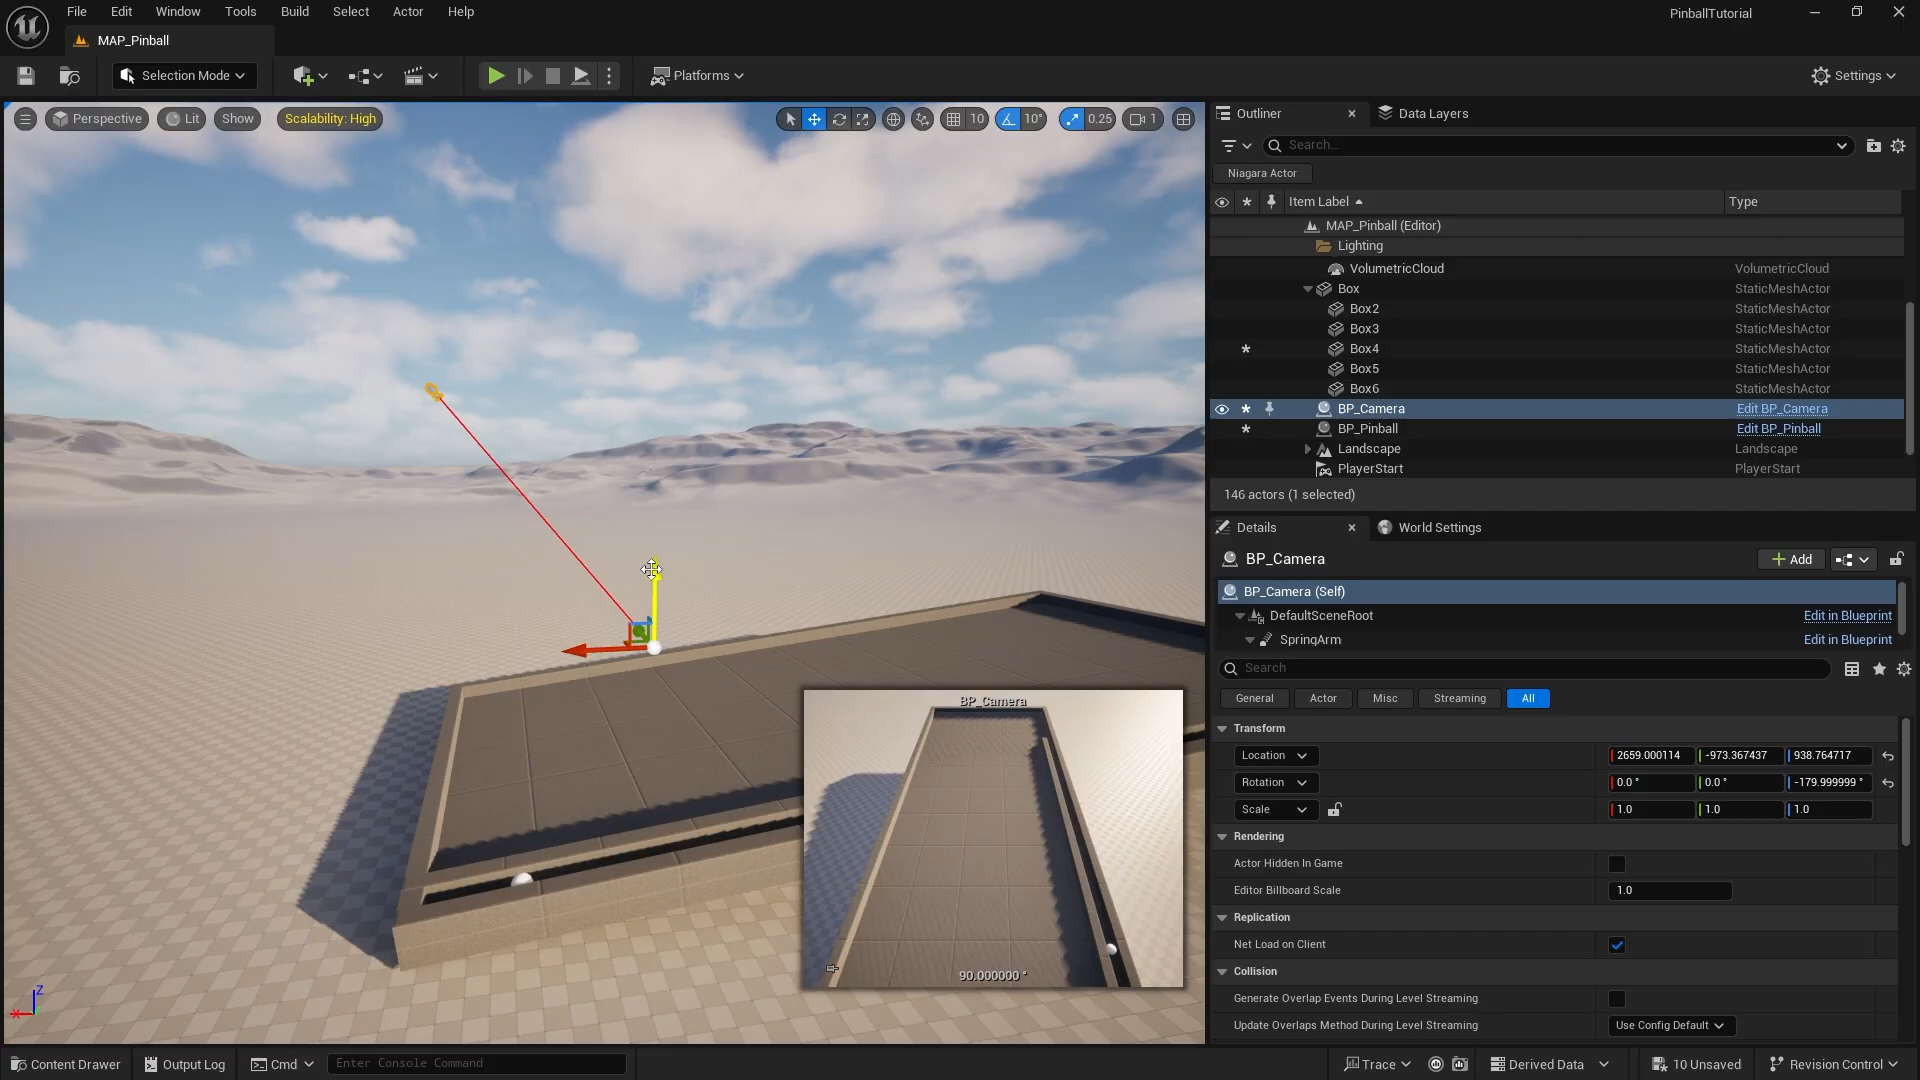 File Edit Window Tools Build Select Actor Help
PinballTutorial
MAP_Pinball
Selection Mode
Platforms
Settings
Perspective Lit Show Scalability: High
10 10° 0.25 1
Outliner Data Layers
Search...
Niagara Actor
Item Label Type
MAP_Pinball (Editor)
Lighting
VolumetricCloud VolumetricCloud
Box StaticMeshActor
Box2 StaticMeshActor
Box3 StaticMeshActor
Box4 StaticMeshActor
Box5 StaticMeshActor
Box6 StaticMeshActor
BP_Camera Edit BP_Camera
BP_Pinball Edit BP_Pinball
Landscape Landscape
PlayerStart PlayerStart
146 actors (1 selected)
Details World Settings
BP_Camera Add
BP_Camera (Self)
DefaultSceneRoot Edit in Blueprint
SpringArm Edit in Blueprint
Search
General Actor Misc Streaming All
Transform
Location 2659.000114 -973.367437 938.764717
Rotation 0.0 ° 0.0 ° -179.999999 °
Scale 1.0 1.0 1.0
Rendering
Actor Hidden In Game
Editor Billboard Scale 1.0
Replication
Net Load on Client
Collision
Generate Overlap Events During Level Streaming
Update Overlaps Method During Level Streaming Use Config Default
BP_Camera
90.000000 °
Z
X
Content Drawer Output Log Cmd Enter Console Command
Trace Derived Data 10 Unsaved Revision Control